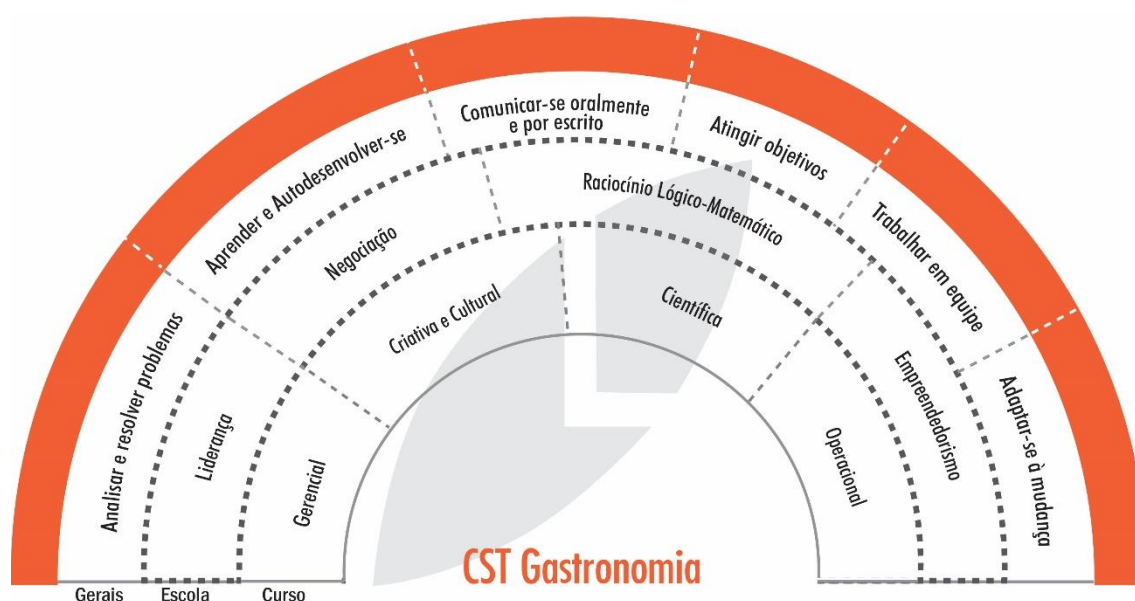 Analisar e resolver problemas
Aprender e Autodesenvolver-se
Comunicar-se oralmente
e por escrito
Atingir objetivos
Trabalhar em equipe
Adaptar-se à mudança
Liderança
Negociação
Raciocínio Lógico-Matemático
Empreendedorismo
Gerencial
Criativa e Cultural
Científica
Operacional
CST Gastronomia
Gerais
Escola
Curso